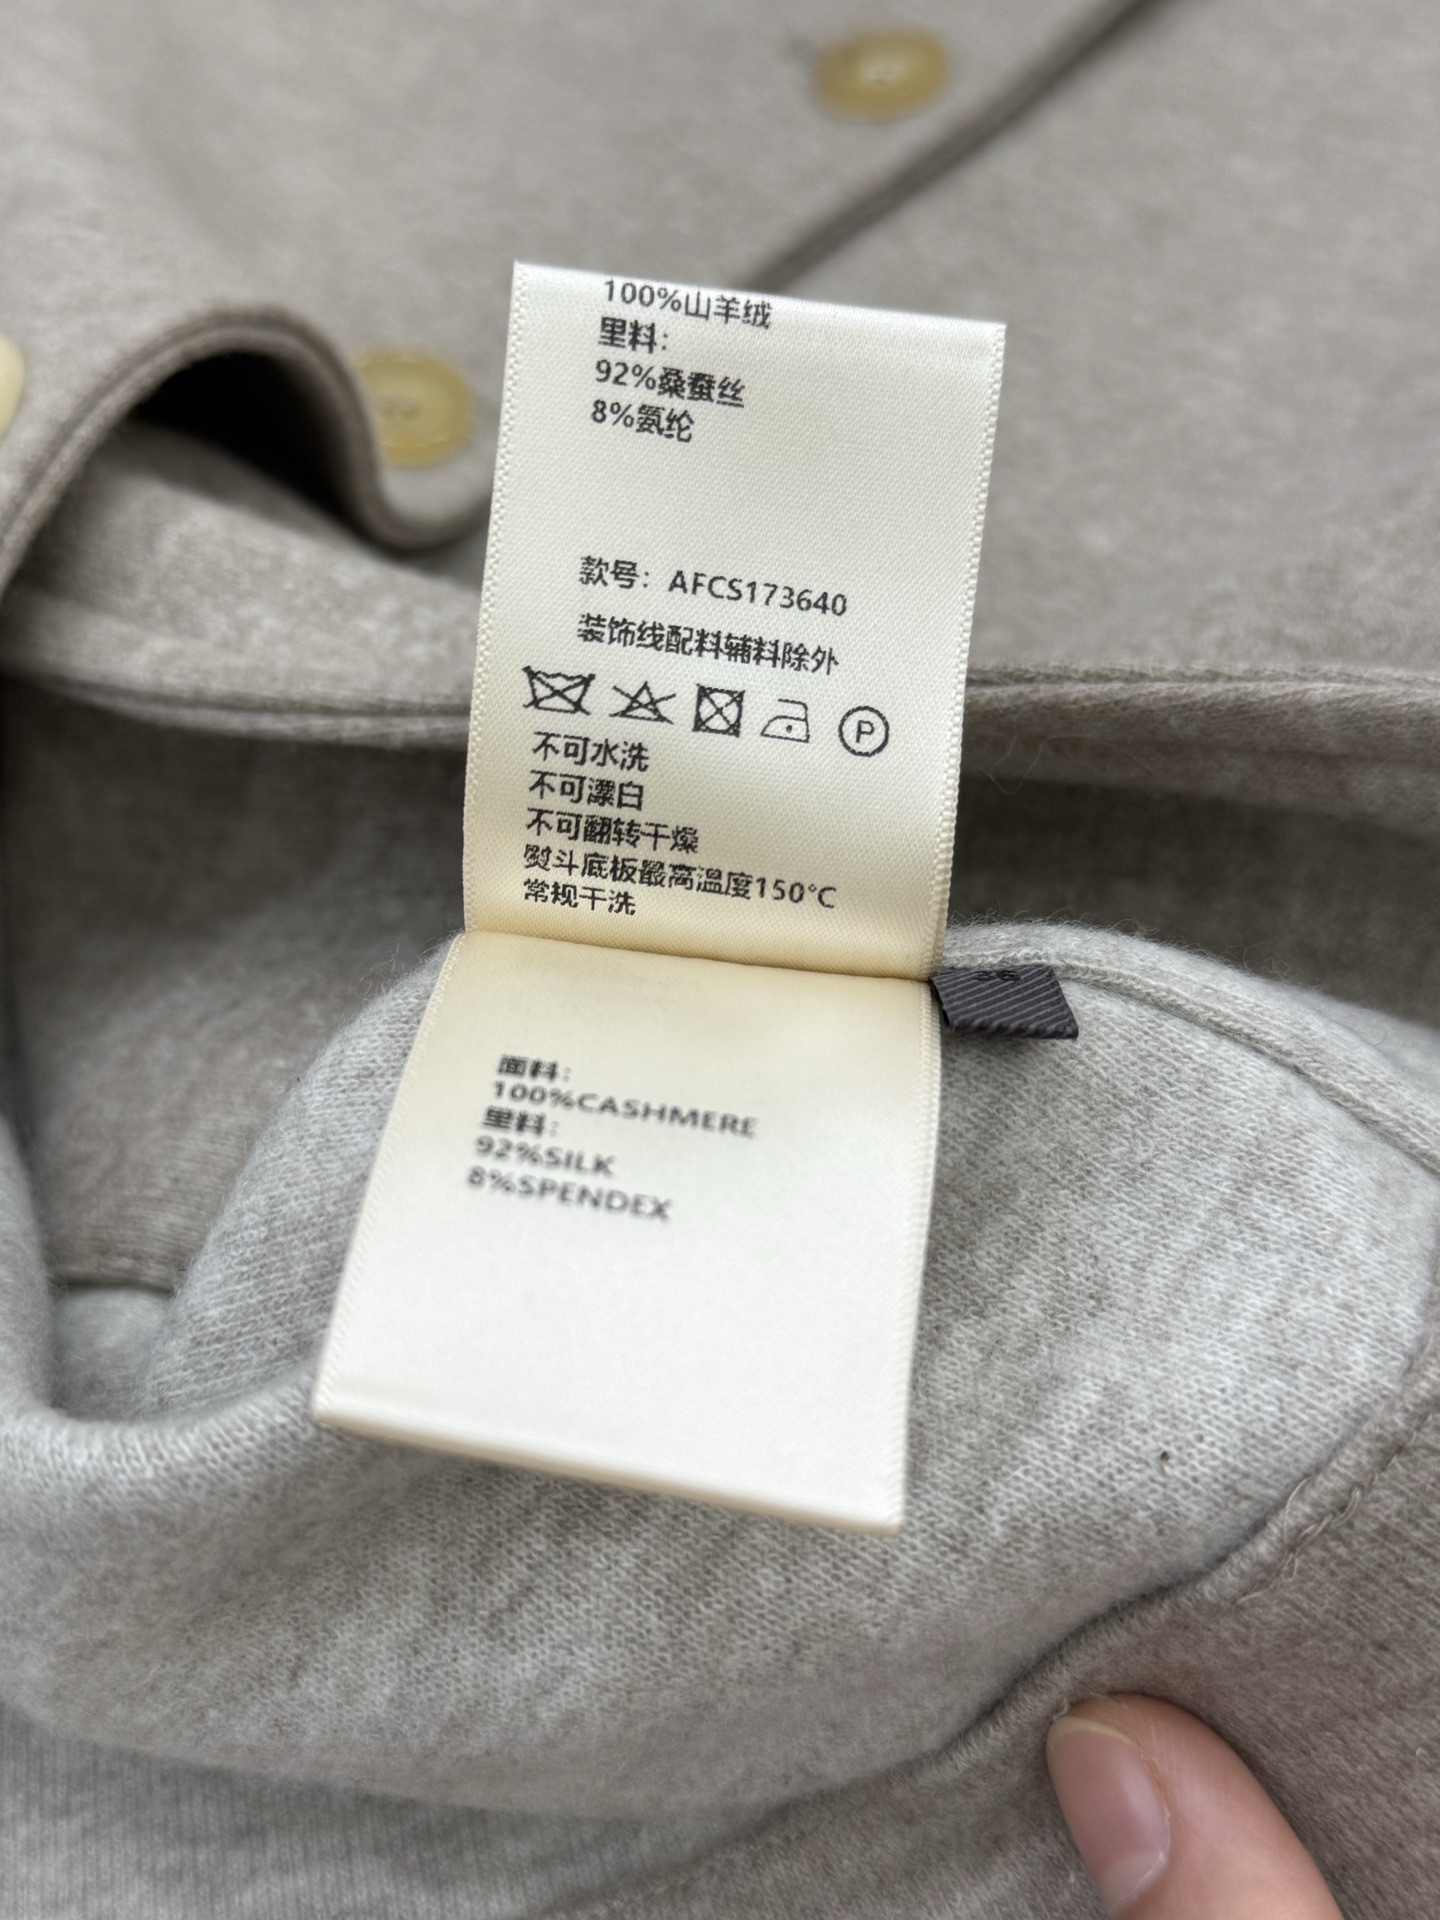 100%山羊绒
里料：
92%桑蚕丝
8%氨纶
款号：AFCS173640
装饰线配料辅料除外
P
不可水洗
不可漂白
不可翻转干燥
熨斗底板最高温度150°C
常规干洗
面料：
100%CASHMERE
里料：
92%SILK
8%SPENDEX